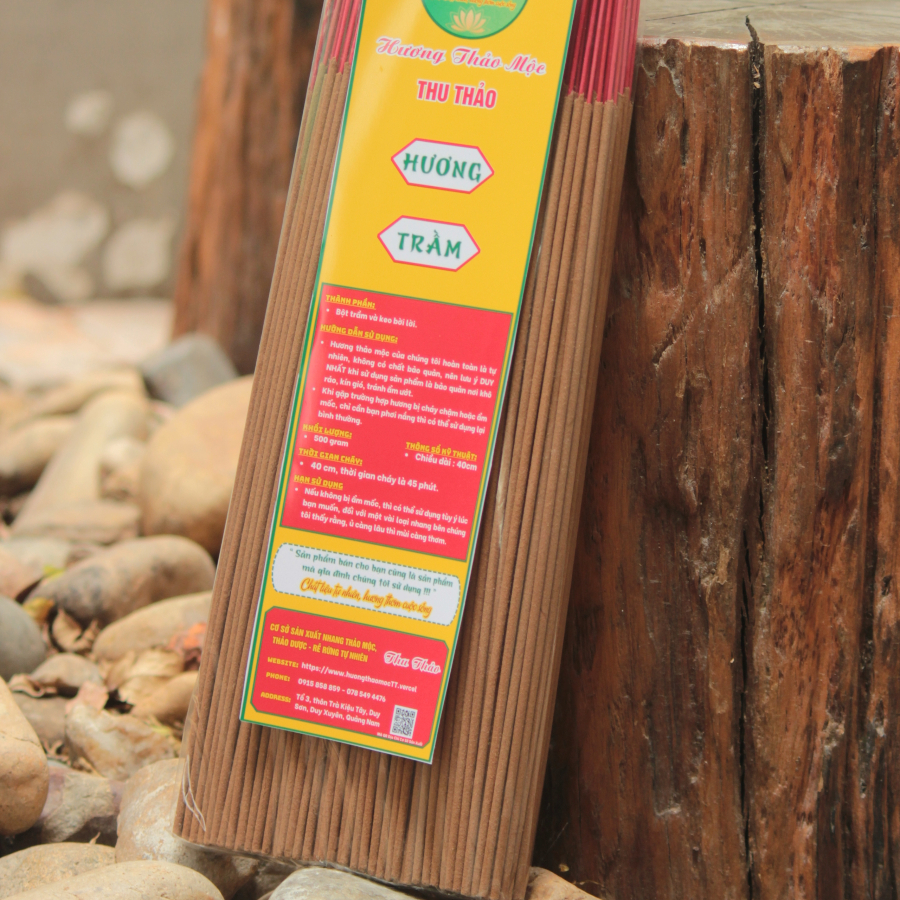 Hương Thảo Mộc
THU THẢO
HƯƠNG
TRẦM
THÀNH PHẦN:
• Bột trầm và keo bời lời.
HƯỚNG DẪN SỬ DỤNG:
• Hương thảo mộc của chúng tôi hoàn toàn là tự
nhiên, không có chất bảo quản, nên lưu ý DUY
NHẤT khi sử dụng sản phẩm là bảo quản nơi khô
ráo, kín gió, tránh ẩm ướt.
• Khi gặp trường hợp hương bị cháy chậm hoặc ẩm
mốc, chỉ cần bạn phơi nắng thì có thể sử dụng lại
bình thường.
KHỐI LƯỢNG:
• 500 gram
THÔNG SỐ KỸ THUẬT:
• Chiều dài : 40cm
THỜI GIAN CHÁY:
• 40 cm, thời gian cháy là 45 phút.
HẠN SỬ DỤNG
• Nếu không bị ẩm mốc, thì có thể sử dụng tùy ý lúc
bạn muốn, đối với một vài loại nhang bên chúng
tôi thấy rằng, ủ càng lâu thì mùi càng thơm.
" Sản phẩm bán cho bạn cũng là sản phẩm
mà gia đình chúng tôi sử dụng !!! "
Chất liệu tự nhiên, hương thơm cuộc sống
CƠ SỞ SẢN XUẤT NHANG THẢO MỘC,
THẢO DƯỢC - RỄ RỪNG TỰ NHIÊN
Thu Thảo
WEBSITE: https://www.huongthaomocTT.vercel
PHONE: 0915 858 859 - 078 549 4476
ADDRESS: Tổ 3, thôn Trà Kiệu Tây, Duy
Sơn, Duy Xuyên, Quảng Nam